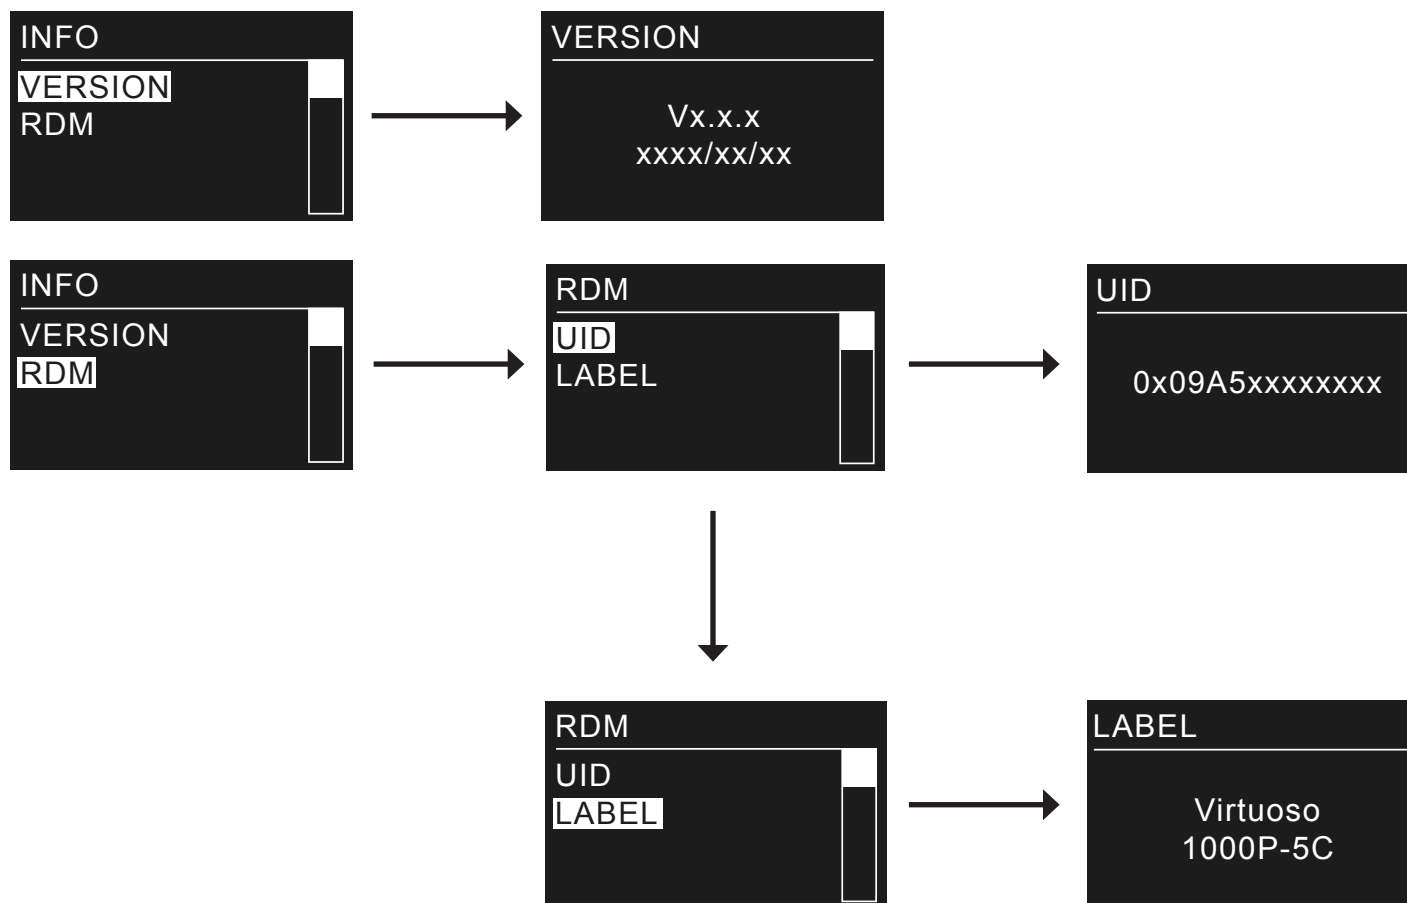 INFO
VERSION
RDM
VERSION
Vx.x.x
xxxx/xx/xx
INFO
VERSION
RDM
RDM
UID
LABEL
UID
0x09A5xxxxxxxx
RDM
UID
LABEL
LABEL
Virtuoso
1000P-5C